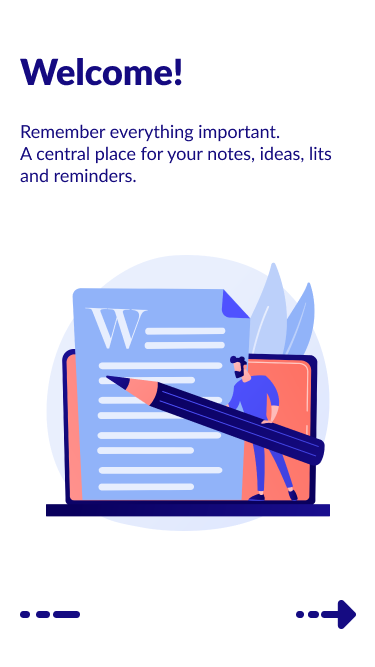 Welcome!
Remember everything important.
A central place for your notes, ideas, lits
and reminders.
W